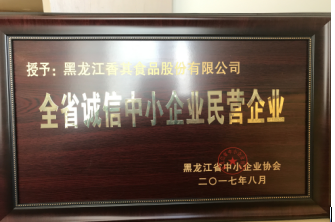 授予：黑龙江香其食品股份有限公司
全省诚信中小企业民营企业
黑龙江省中小企业协会
二〇一七年八月